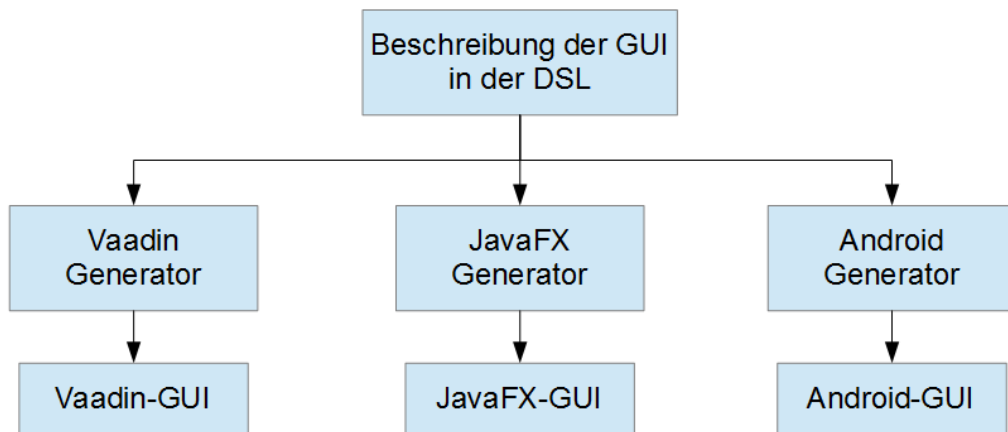 Beschreibung der GUI
in der DSL
Vaadin
Generator
JavaFX
Generator
Android
Generator
Vaadin-GUI
JavaFX-GUI
Android-GUI